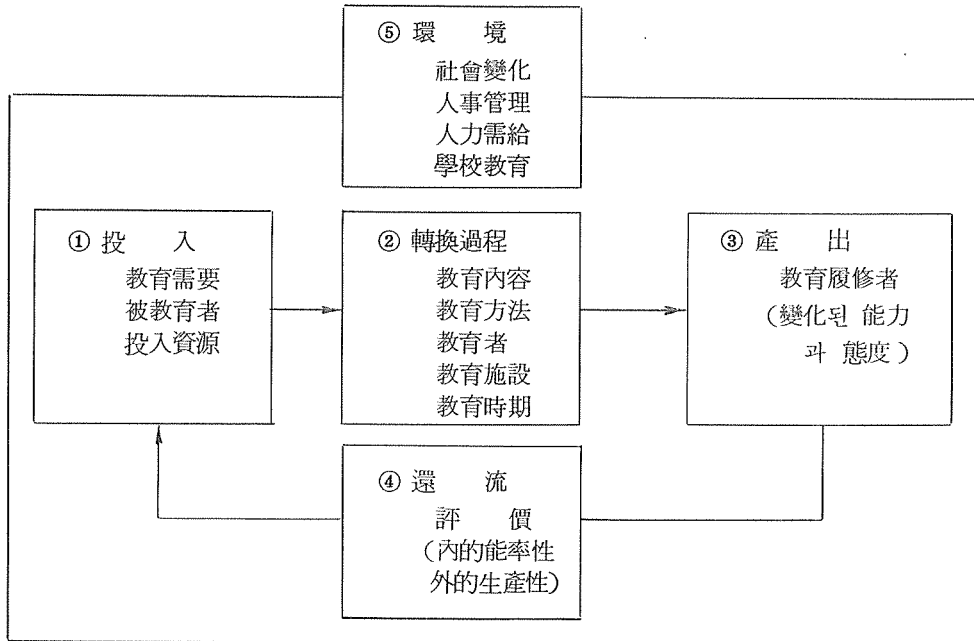 ⑤ 環 境
社會變化
人事管理
人力需給
學校教育
① 投 入
教育需要
被教育者
投入資源
② 轉換過程
教育內容
教育方法
教育者
教育施設
教育時期
③ 產 出
教育履修者
(變化된 能力
과 態度)
④ 還 流
評 價
(內的能率性
外的生產性)